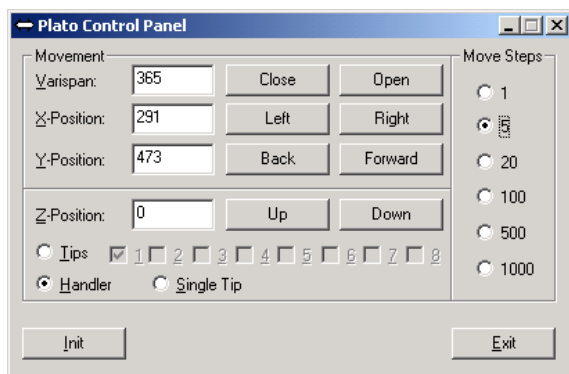 Plato Control Panel
Movement
Move Steps
Varispan: 365 Close Open
1
X-Position: 291 Left Right
5
Y-Position: 473 Back Forward
20
Z-Position: 0 Up Down
100
500
Tips 1 2 3 4 5 6 7 8
1000
Handler Single Tip
Init Exit